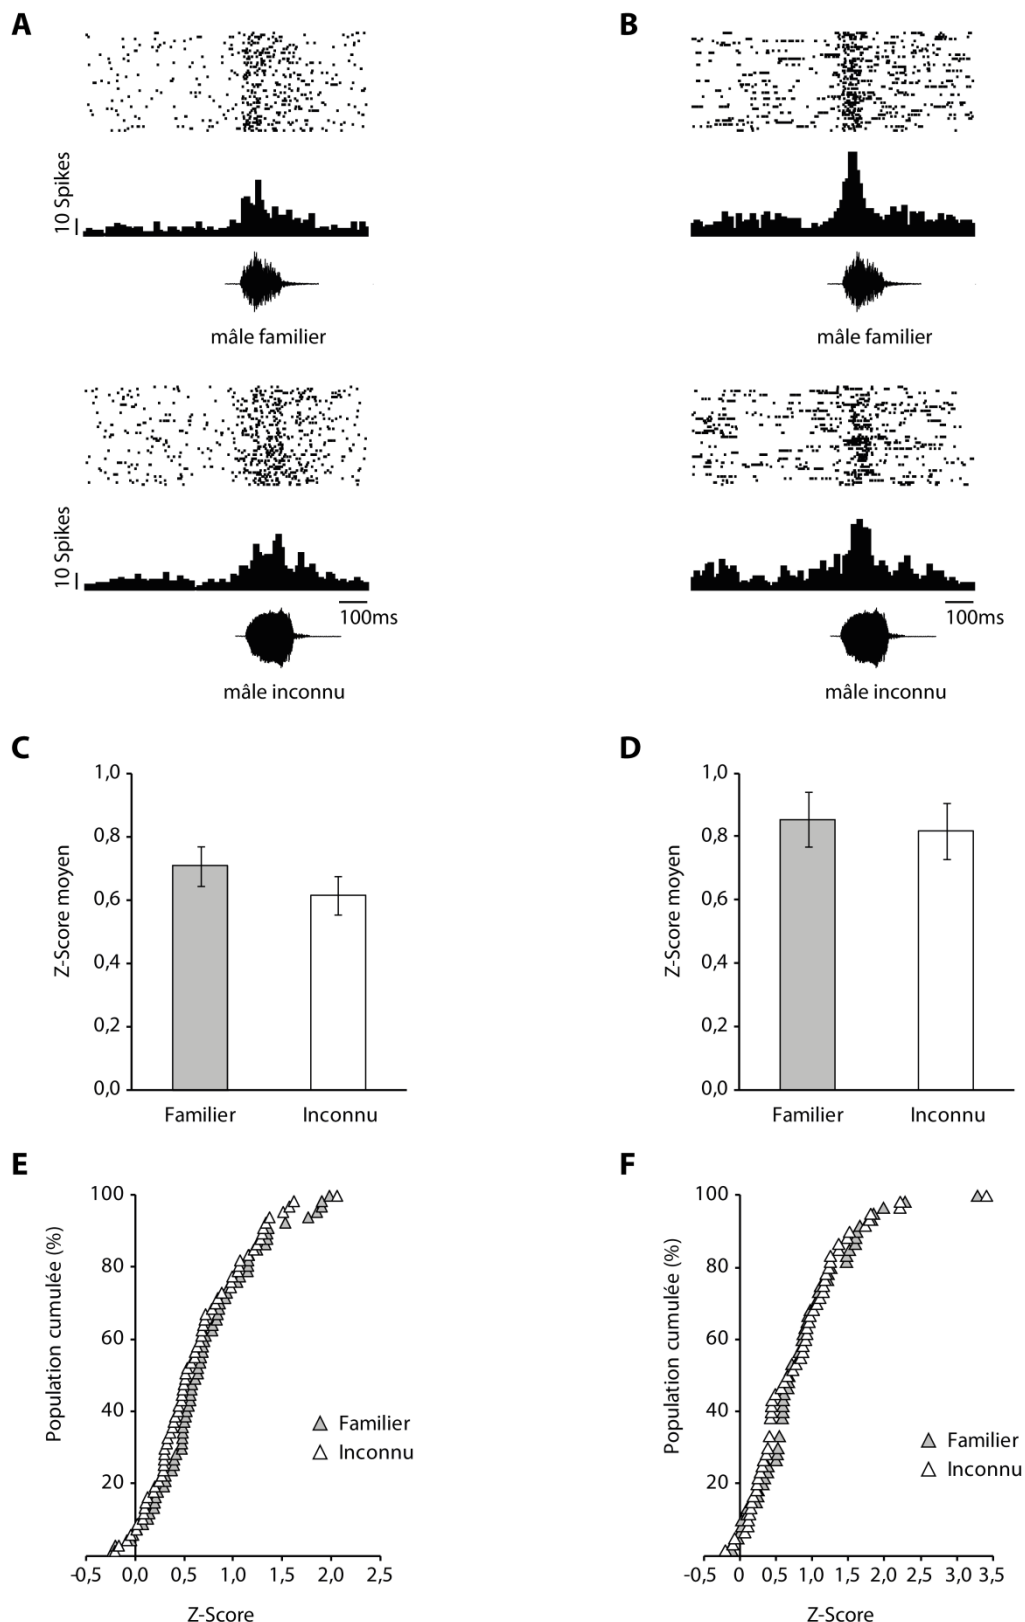 A
10 Spikes
mâle familier
10 Spikes
100ms
mâle inconnu
B
mâle familier
100ms
mâle inconnu
C
Z-Score moyen
1,0
0,8
0,6
0,4
0,2
0,0
Familier
Inconnu
D
Z-Score moyen
1,0
0,8
0,6
0,4
0,2
0,0
Familier
Inconnu
E
Population cumulée (%)
100
80
60
40
20
Familier
Inconnu
-0,5 0,0 0,5 1,0 1,5 2,0 2,5
Z-Score
F
Population cumulée (%)
100
80
60
40
20
Familier
Inconnu
-0,5 0 0,5 1,0 1,5 2,0 2,5 3,0 3,5
Z-Score